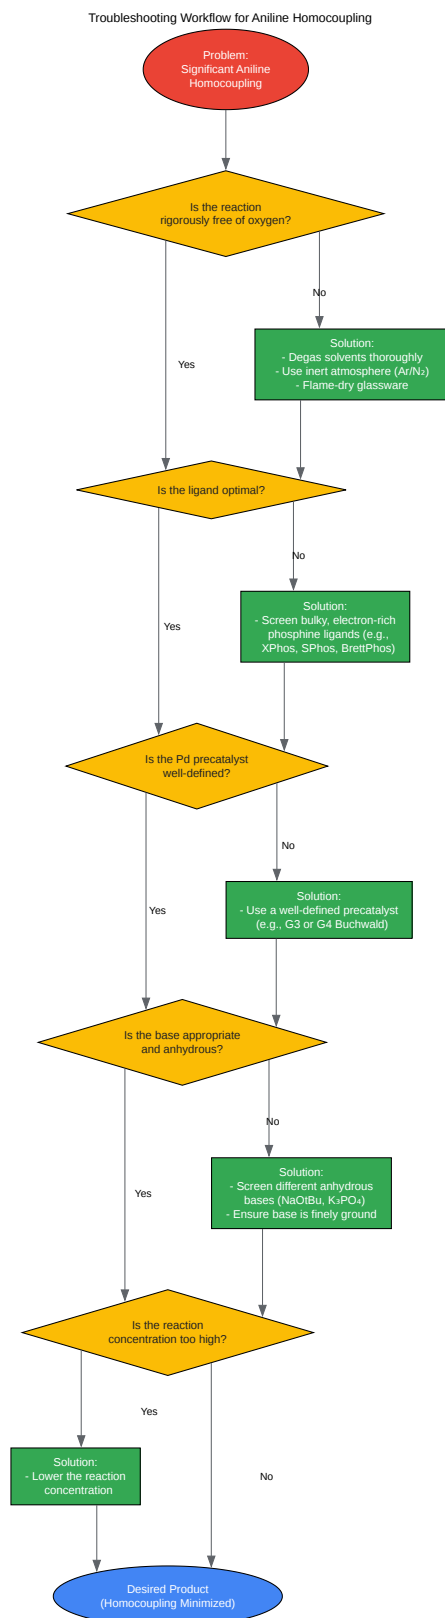 Troubleshooting Workflow for Aniline Homocoupling
Problem:
Significant Aniline
Homocoupling
Is the reaction
rigorously free of oxygen?
No
Solution:
- Degas solvents thoroughly
- Use inert atmosphere (Ar/N₂)
- Flame-dry glassware
Yes
Is the ligand optimal?
No
Solution:
- Screen bulky, electron-rich
phosphine ligands (e.g.,
XPhos, SPhos, BrettPhos)
Yes
Is the Pd precatalyst
well-defined?
No
Solution:
- Use a well-defined precatalyst
(e.g., G3 or G4 Buchwald)
Yes
Is the base appropriate
and anhydrous?
No
Solution:
- Screen different anhydrous
bases (NaOtBu, K₃PO₄)
- Ensure base is finely ground
Yes
Is the reaction
concentration too high?
Yes
Solution:
- Lower the reaction
concentration
No
Desired Product
(Homocoupling Minimized)